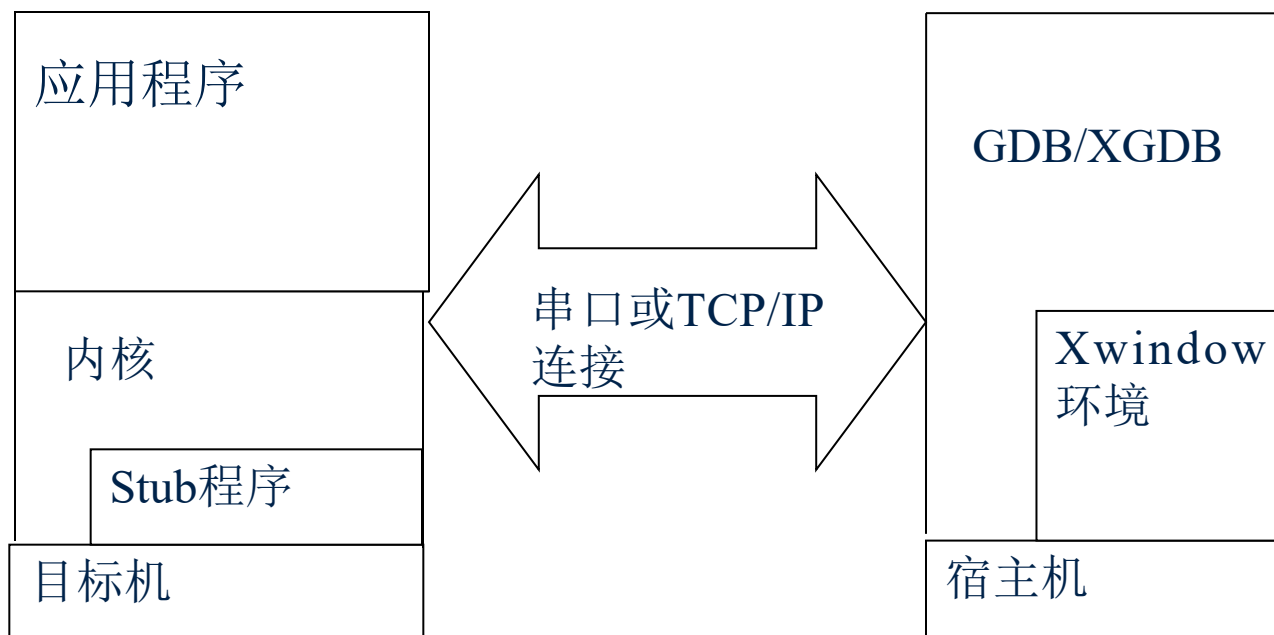 应用程序
内核
Stub程序
目标机
串口或TCP/IP
连接
GDB/XGDB
Xwindow
环境
宿主机